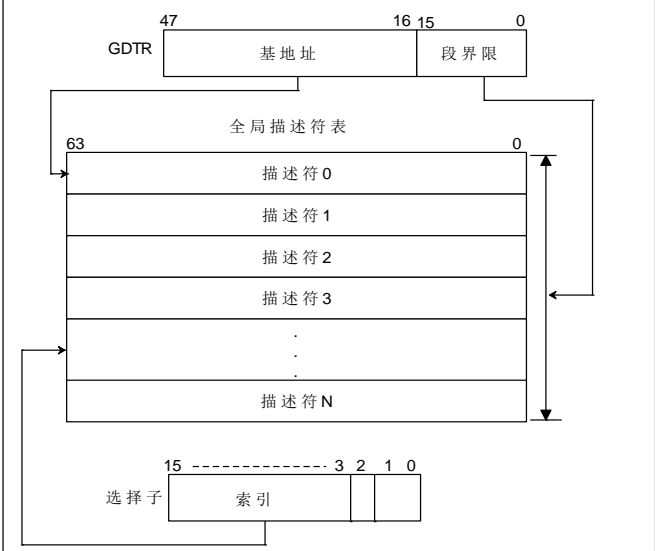 47 16 15 0
GDTR 基地址 段界限
全局描述符表
63 0
描述符0
描述符1
描述符2
描述符3
.
.
.
描述符N
15 ---------------- 3 2 1 0
选择子 索引